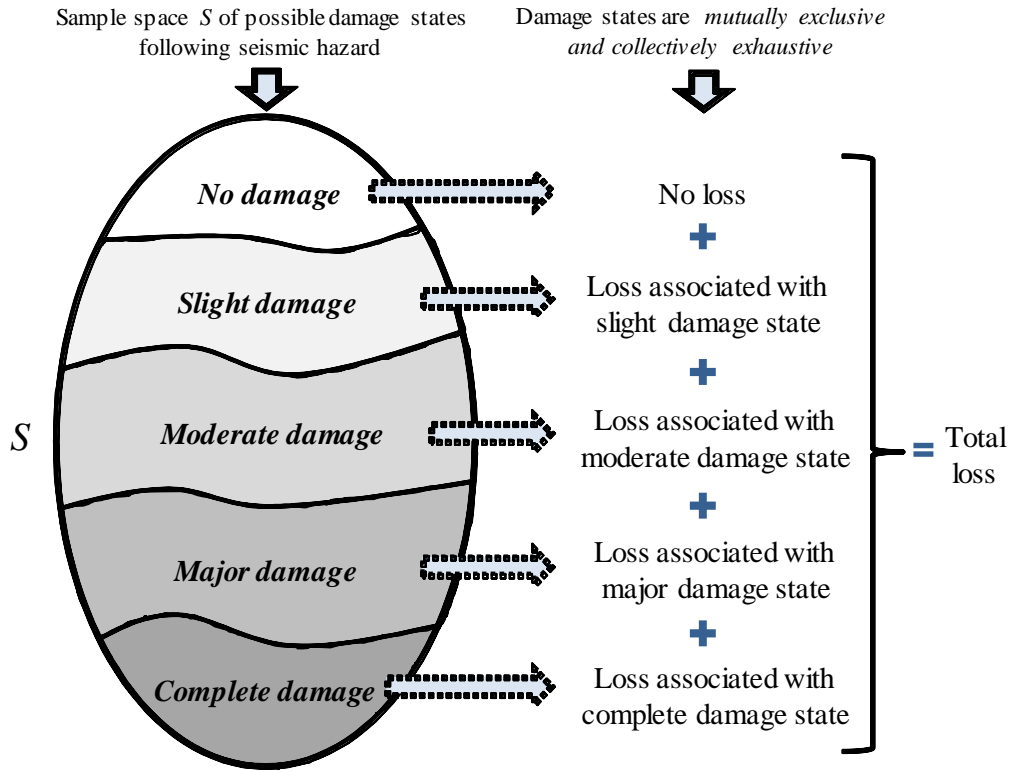 Sample space S of possible damage states
following seismic hazard
Damage states are mutually exclusive
and collectively exhaustive
No damage
No loss
+
Slight damage
Loss associated with
slight damage state
+
S
Moderate damage
Loss associated with
moderate damage state
= Total
loss
+
Major damage
Loss associated with
major damage state
+
Complete damage
Loss associated with
complete damage state